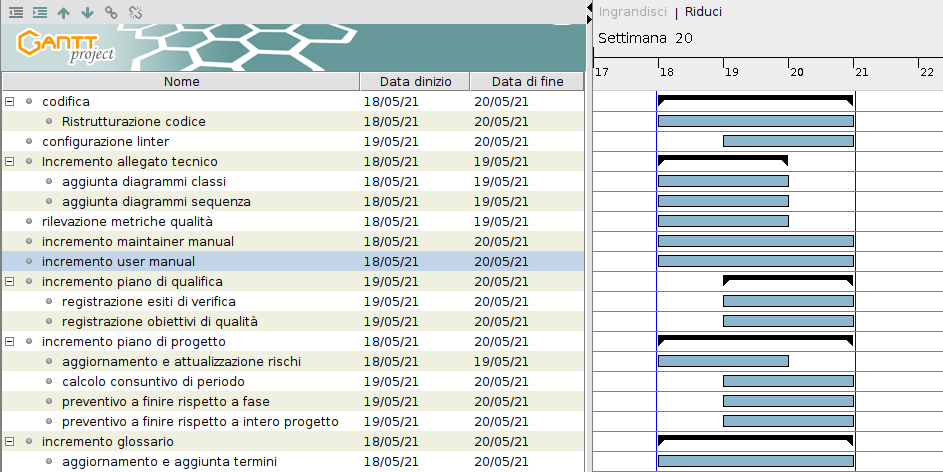 Ingrandisci | Riduci
GANTT
project
Settimana 20
17 18 19 20 21 22
Nome Data dinizio Data di fine
codifica 18/05/21 20/05/21
Ristrutturazione codice 18/05/21 20/05/21
configurazione linter 19/05/21 20/05/21
Incremento allegato tecnico 18/05/21 19/05/21
aggiunta diagrammi classi 18/05/21 19/05/21
aggiunta diagrammi sequenza 18/05/21 19/05/21
rilevazione metriche qualità 18/05/21 19/05/21
incremento maintainer manual 18/05/21 20/05/21
incremento user manual 18/05/21 20/05/21
incremento piano di qualifica 19/05/21 20/05/21
registrazione esiti di verifica 19/05/21 20/05/21
registrazione obiettivi di qualità 19/05/21 20/05/21
incremento piano di progetto 18/05/21 20/05/21
aggiornamento e attualizzazione rischi 18/05/21 19/05/21
calcolo consuntivo di periodo 19/05/21 20/05/21
preventivo a finire rispetto a fase 19/05/21 20/05/21
preventivo a finire rispetto a intero progetto 19/05/21 20/05/21
incremento glossario 18/05/21 20/05/21
aggiornamento e aggiunta termini 18/05/21 20/05/21